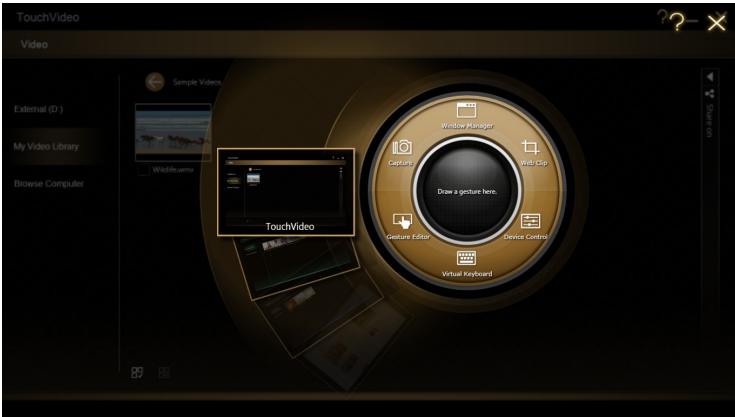 TouchVideo
Video
Sample Videos
External (D:)
My Video Library
Browse Computer
Wildlife.wmv
Share on
TouchVideo
Window Manager
Capture
Web Clip
Draw a gesture here.
Gesture Editor
Device Control
Virtual Keyboard